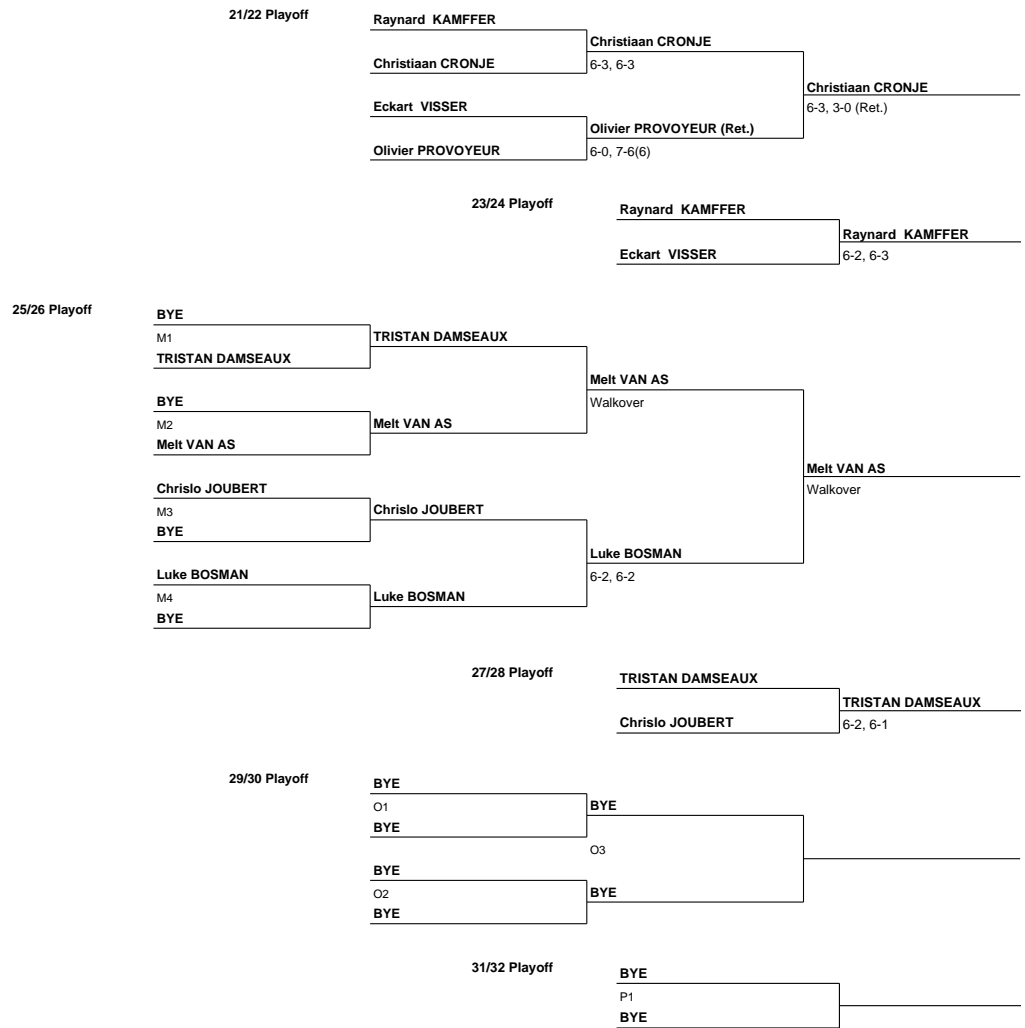 21/22 Playoff
Raynard  KAMFFER
Christiaan CRONJE
Christiaan CRONJE
6-3, 6-3
Christiaan CRONJE
6-3, 3-0 (Ret.)
Eckart  VISSER
Olivier PROVOYEUR (Ret.)
Olivier PROVOYEUR
6-0, 7-6(6)
23/24 Playoff
Raynard  KAMFFER
Raynard  KAMFFER
Eckart  VISSER
6-2, 6-3
25/26 Playoff
BYE
M1
TRISTAN DAMSEAUX
TRISTAN DAMSEAUX
Melt VAN AS
Walkover
BYE
M2
Melt VAN AS
Melt VAN AS
Melt VAN AS
Walkover
Chrislo JOUBERT
M3
Chrislo JOUBERT
BYE
Luke BOSMAN
6-2, 6-2
Luke BOSMAN
M4
Luke BOSMAN
BYE
27/28 Playoff
TRISTAN DAMSEAUX
TRISTAN DAMSEAUX
Chrislo JOUBERT
6-2, 6-1
29/30 Playoff
BYE
O1
BYE
BYE
O3
BYE
O2
BYE
BYE
31/32 Playoff
BYE
P1
BYE